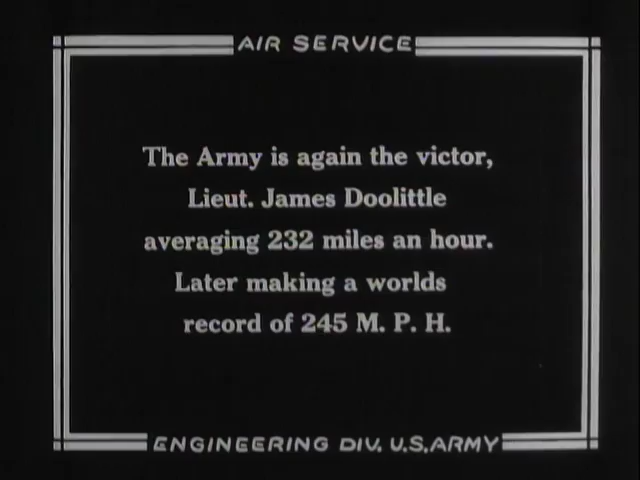 AIR SERVICE
The Army is again the victor,
Lieut. James Doolittle
averaging 232 miles an hour.
Later making a worlds
record of 245 M. P. H.
ENGINEERING DIV. U.S. ARMY